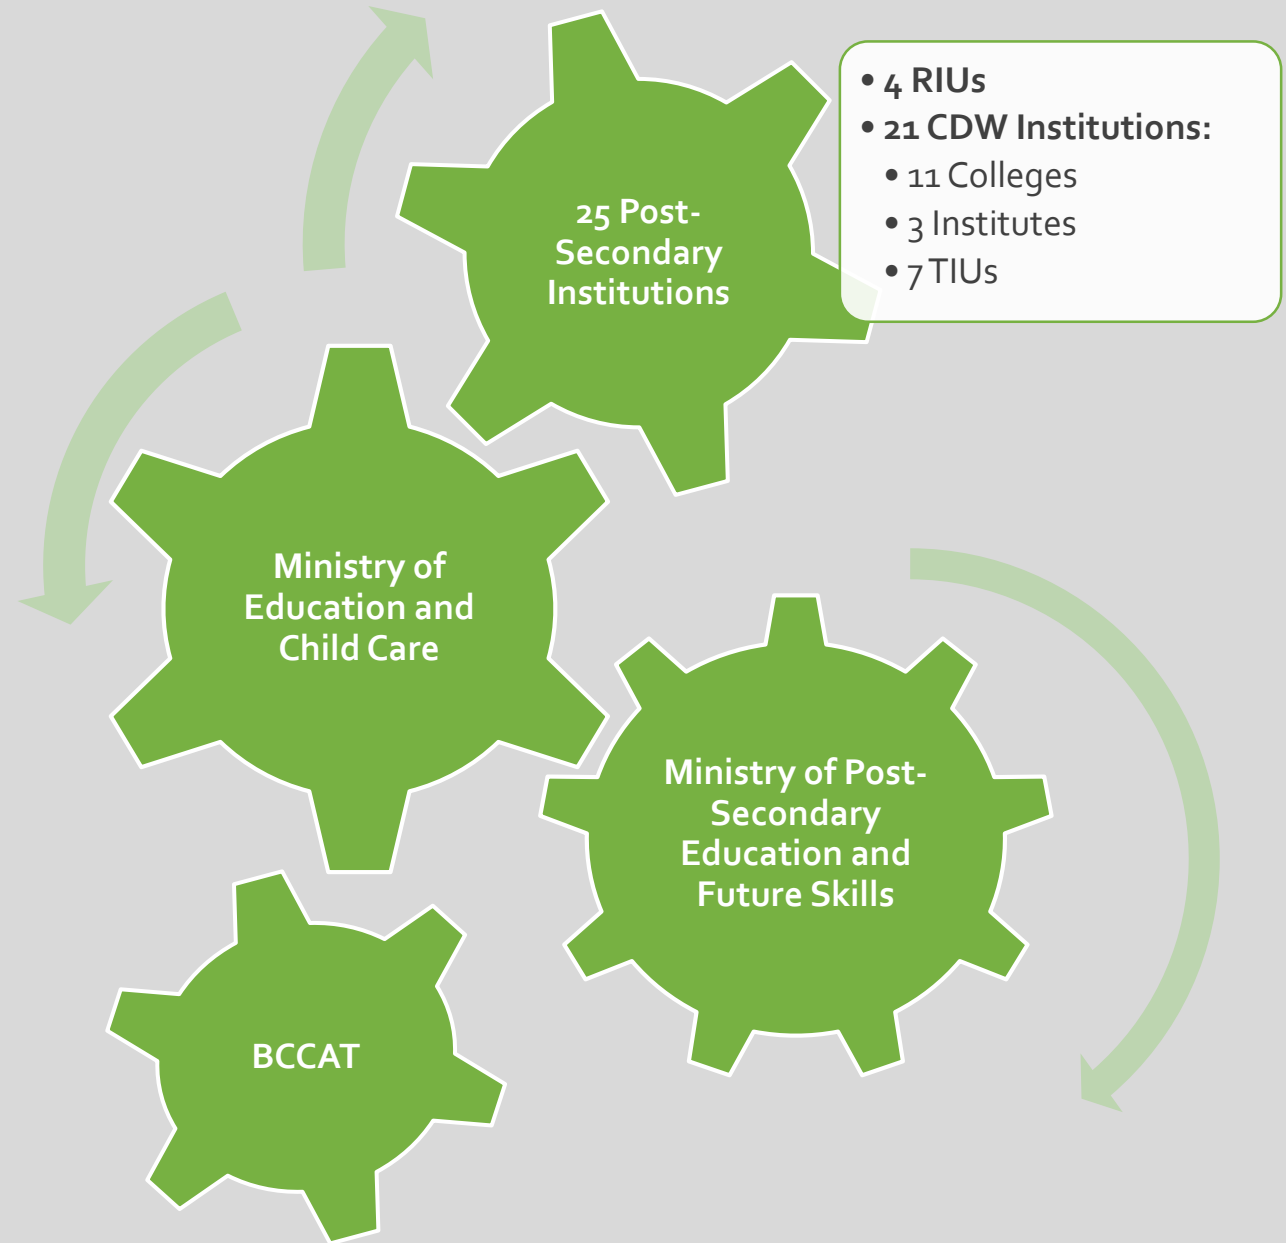 • 4 RIUs
• 21 CDW Institutions:
• 11 Colleges
• 3 Institutes
• 7 TIUs
25 Post-
Secondary
Institutions
Ministry of
Education and
Child Care
Ministry of Post-
Secondary
Education and
Future Skills
BCCAT